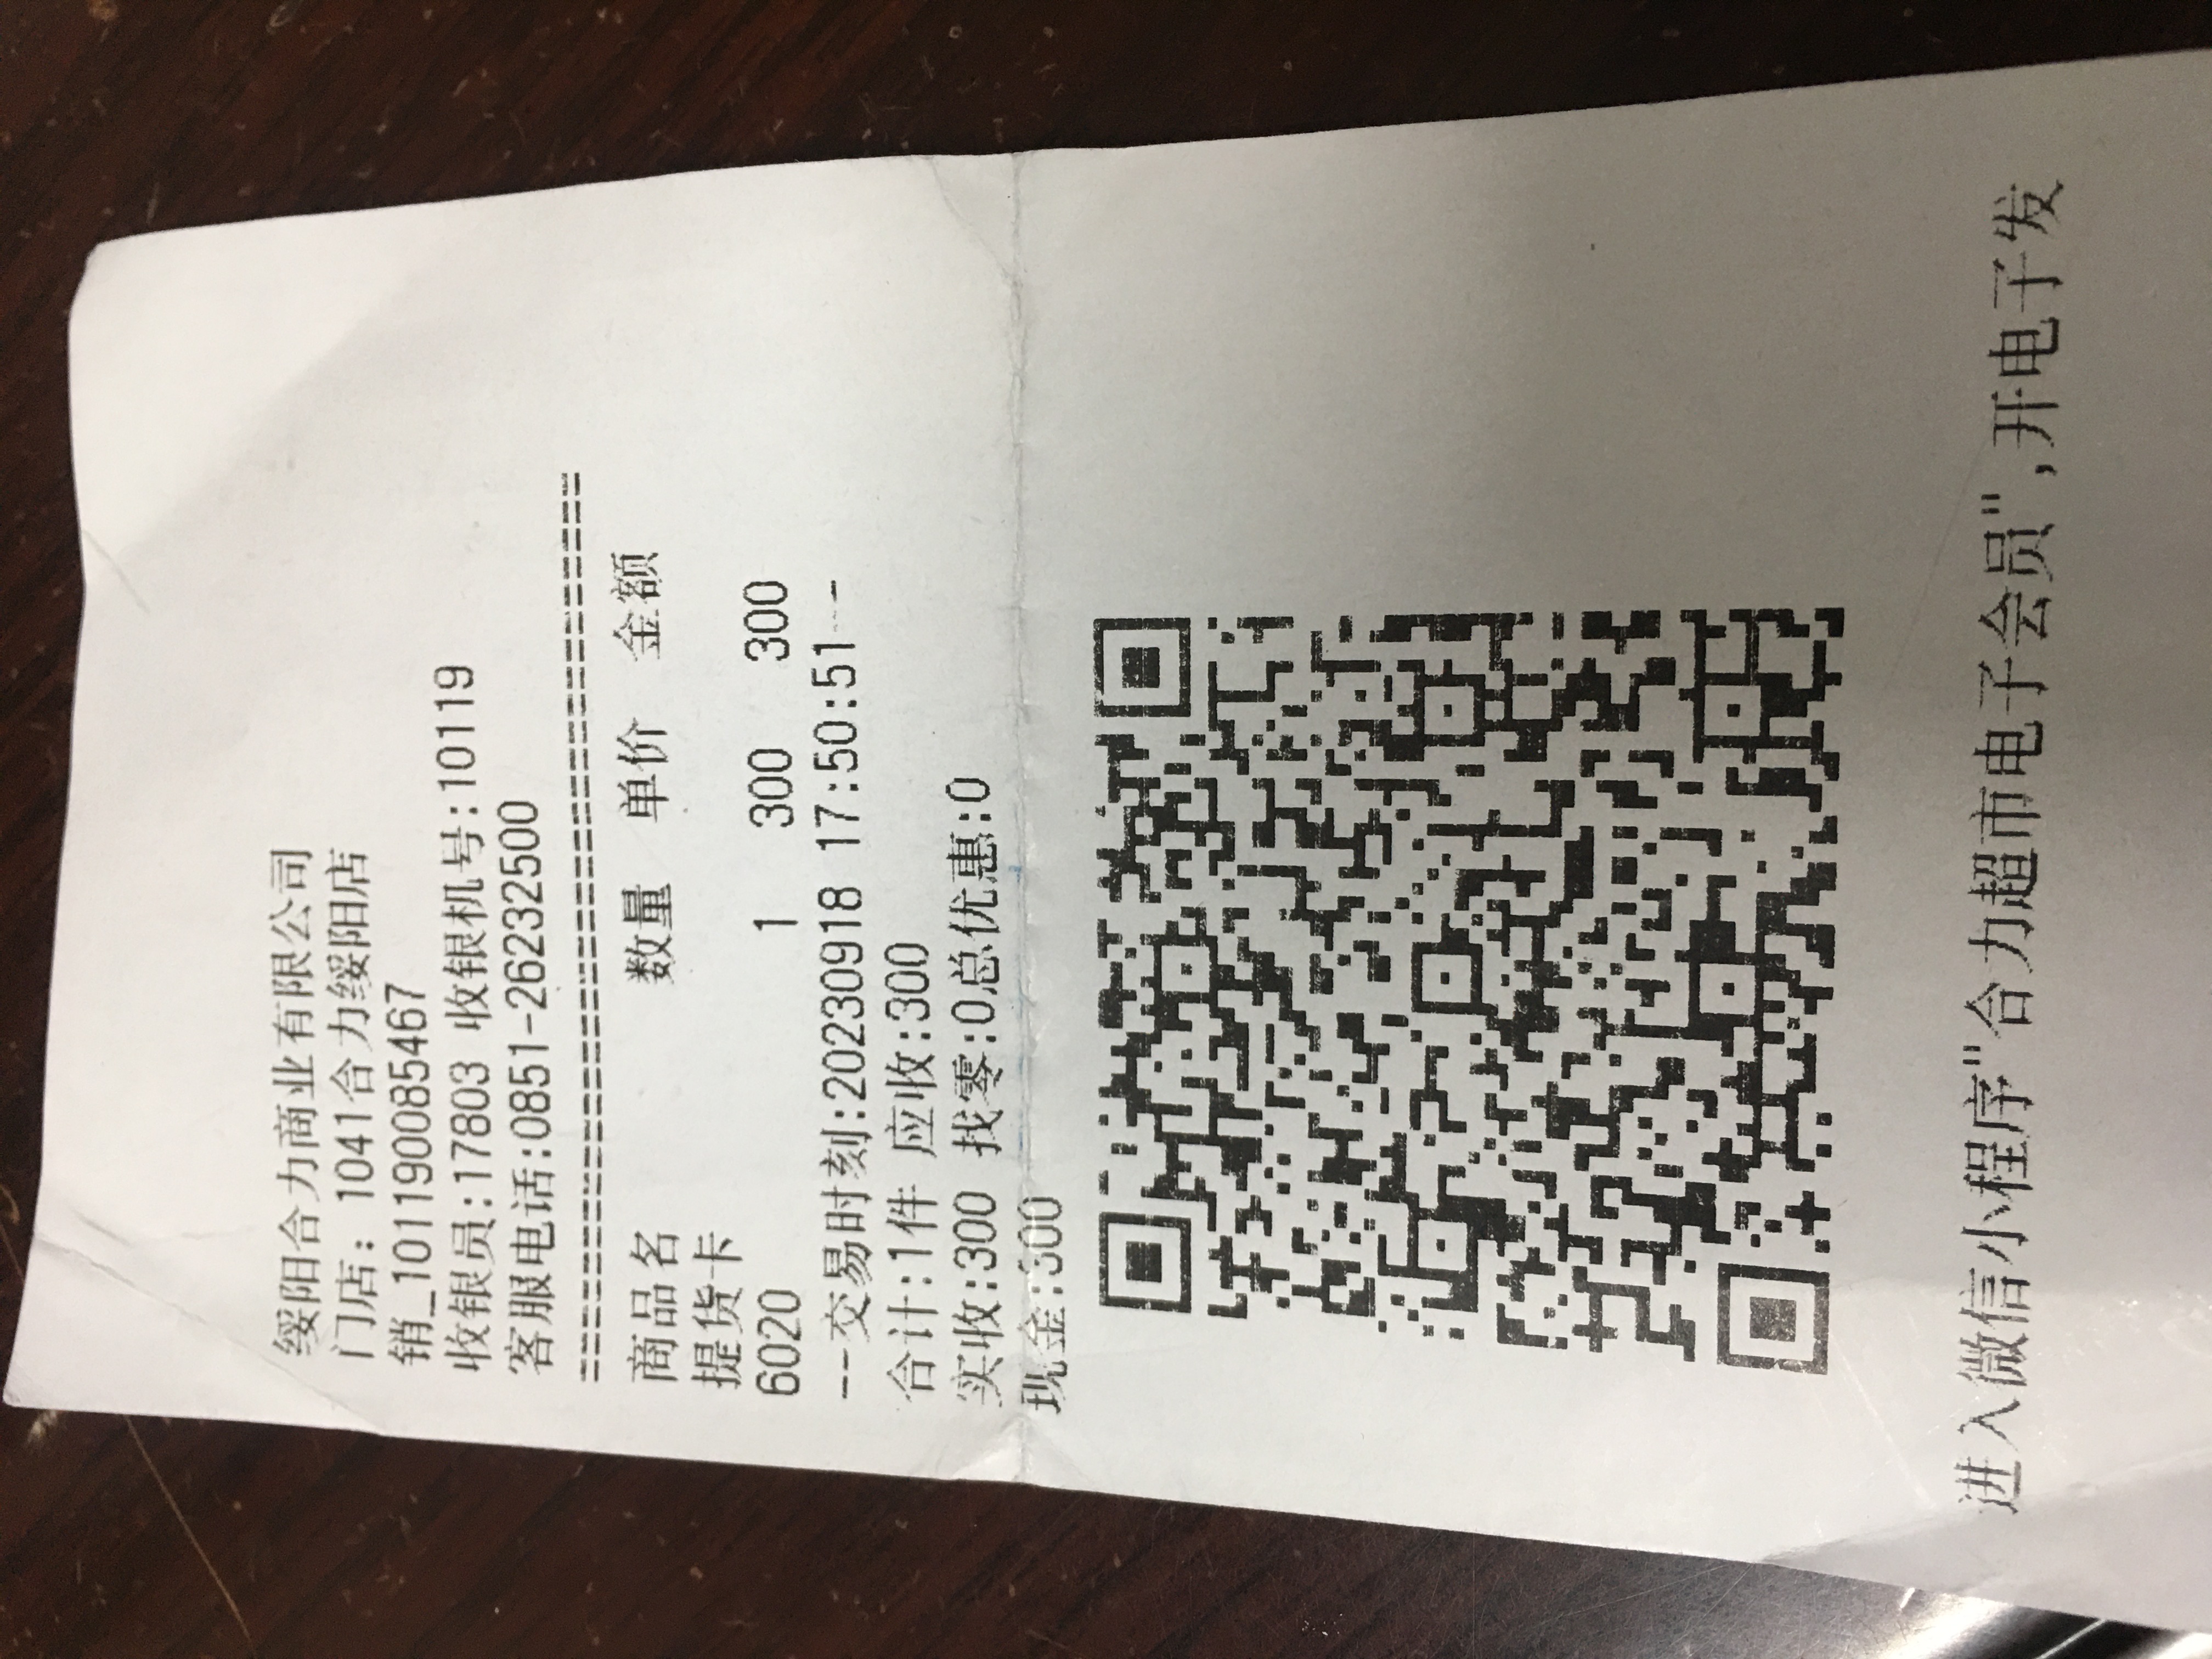 绥阳合力商业有限公司
门店: 1041合力绥阳店
销_1011900854​67
收银员:17803 收银机号:10119
客服电话:0851-26232500
================================
商品名 数量 单价 金额
提货卡
6020 1 300 300
--交易时刻:20230918 17:50:51---
合计:1件 应收:300
实收:300 找零:0总优惠:0
现金:300
进入微信小程序"合力超市电子会员",开电子发